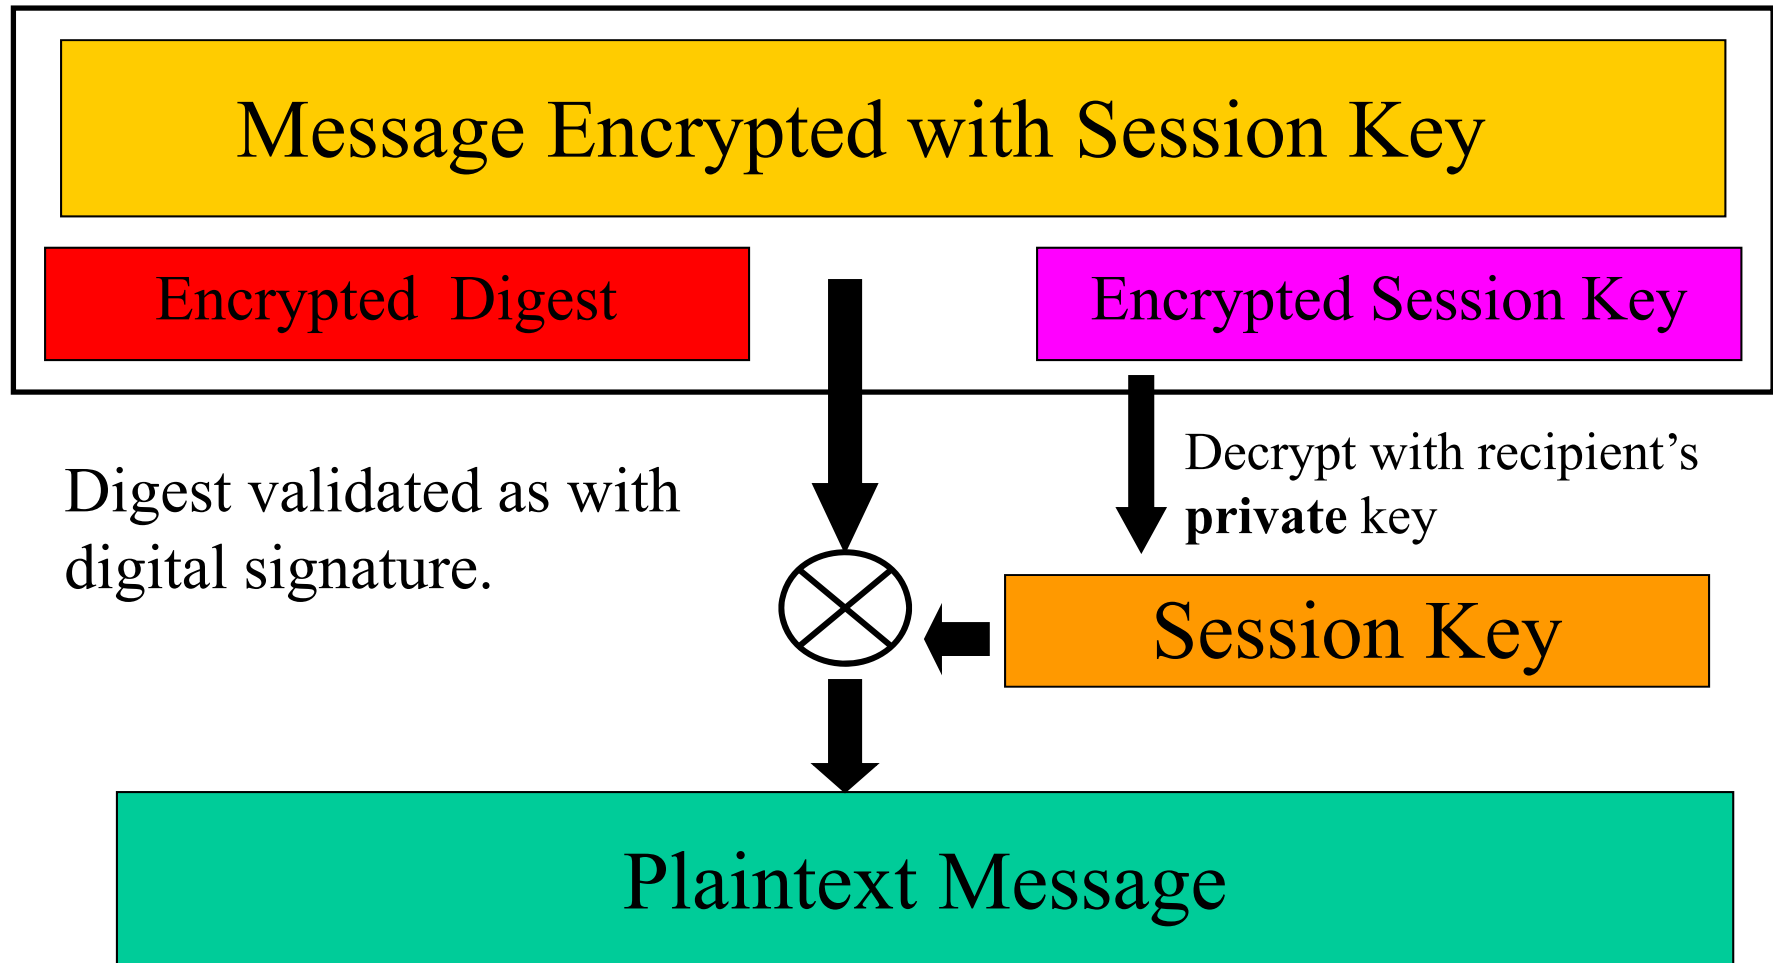 Message Encrypted with Session Key
Encrypted Digest
Encrypted Session Key
Digest validated as with
digital signature.
Decrypt with recipient’s
private key
Session Key
Plaintext Message